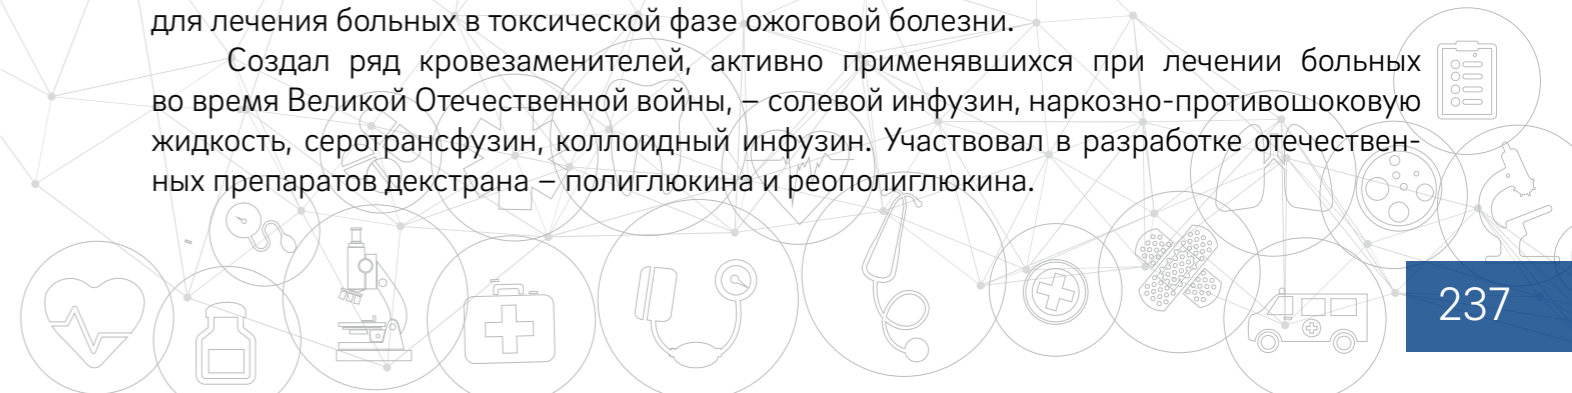 для лечения больных в токсической фазе ожоговой болезни.
Создал ряд кровезаменителей, активно применявшихся при лечении больных
во время Великой Отечественной войны, – солевой инфузин, наркозно-противошоковую
жидкость, серотрансфузин, коллоидный инфузин. Участвовал в разработке отечествен-
ных препаратов декстрана – полиглюкина и реополиглюкина.
237